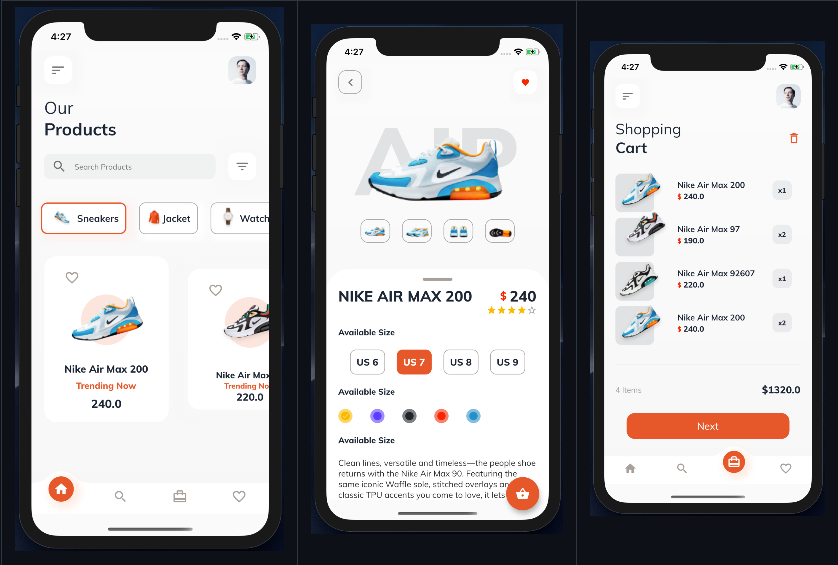 4:27
Our
Products
Search Products
Sneakers
Jacket
Watch
Nike Air Max 200
Trending Now
240.0
Nike Air Ma
Trending No
220.0
4:27
AIR
NIKE AIR MAX 200
$ 240
Available Size
US 6
US 7
US 8
US 9
Available Size
Available Size
Clean lines, versatile and timeless—the people shoe
returns with the Nike Air Max 90. Featuring the
same iconic Waffle sole, stitched overlays an
classic TPU accents you come to love, it lets
4:27
Shopping
Cart
Nike Air Max 200
$ 240.0
x1
Nike Air Max 97
$ 190.0
x2
Nike Air Max 92607
$ 220.0
x1
Nike Air Max 200
$ 240.0
x2
4 Items
$1320.0
Next